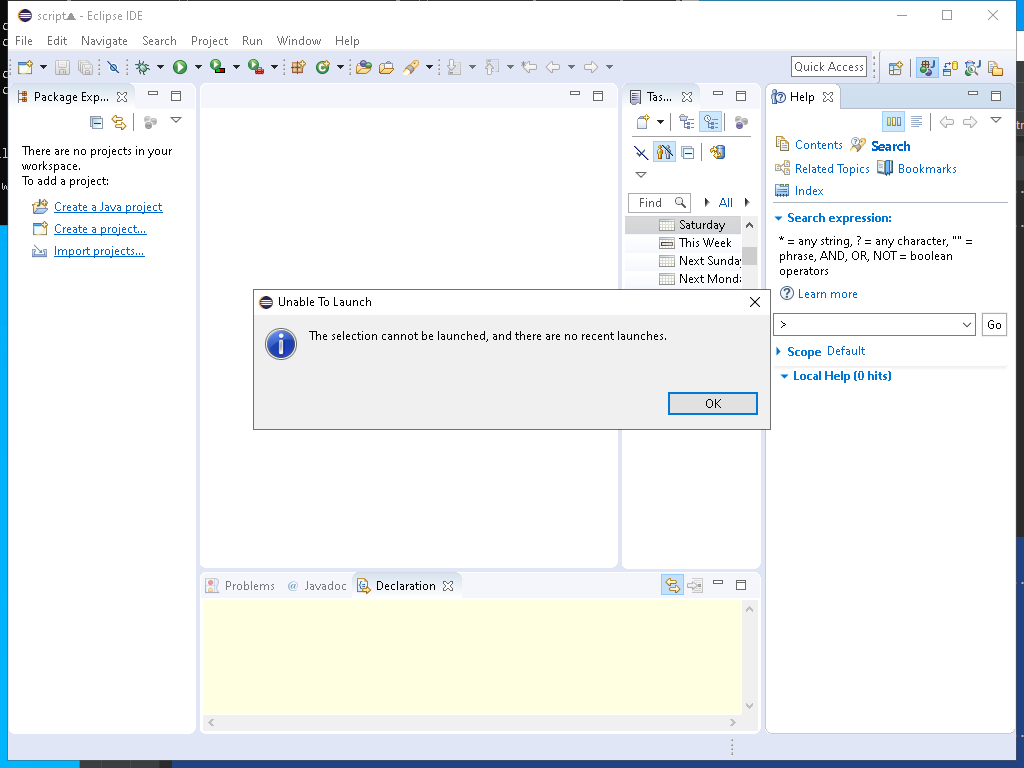 script▲ - Eclipse IDE
File Edit Navigate Search Project Run Window Help
Quick Access
Package Exp...
There are no projects in your
workspace.
To add a project:
Create a Java project
Create a project...
Import projects...
Tas...
Find
All
Saturday
This Week
Next Sunday
Help
Contents
Search
Related Topics
Bookmarks
Index
Search expression:
* = any string, ? = any character, "" =
phrase, AND, OR, NOT = boolean
operators
Learn more
>
Go
Scope Default
Local Help (0 hits)
Unable To Launch
The selection cannot be launched, and there are no recent launches.
OK
Problems
@ Javadoc
Declaration